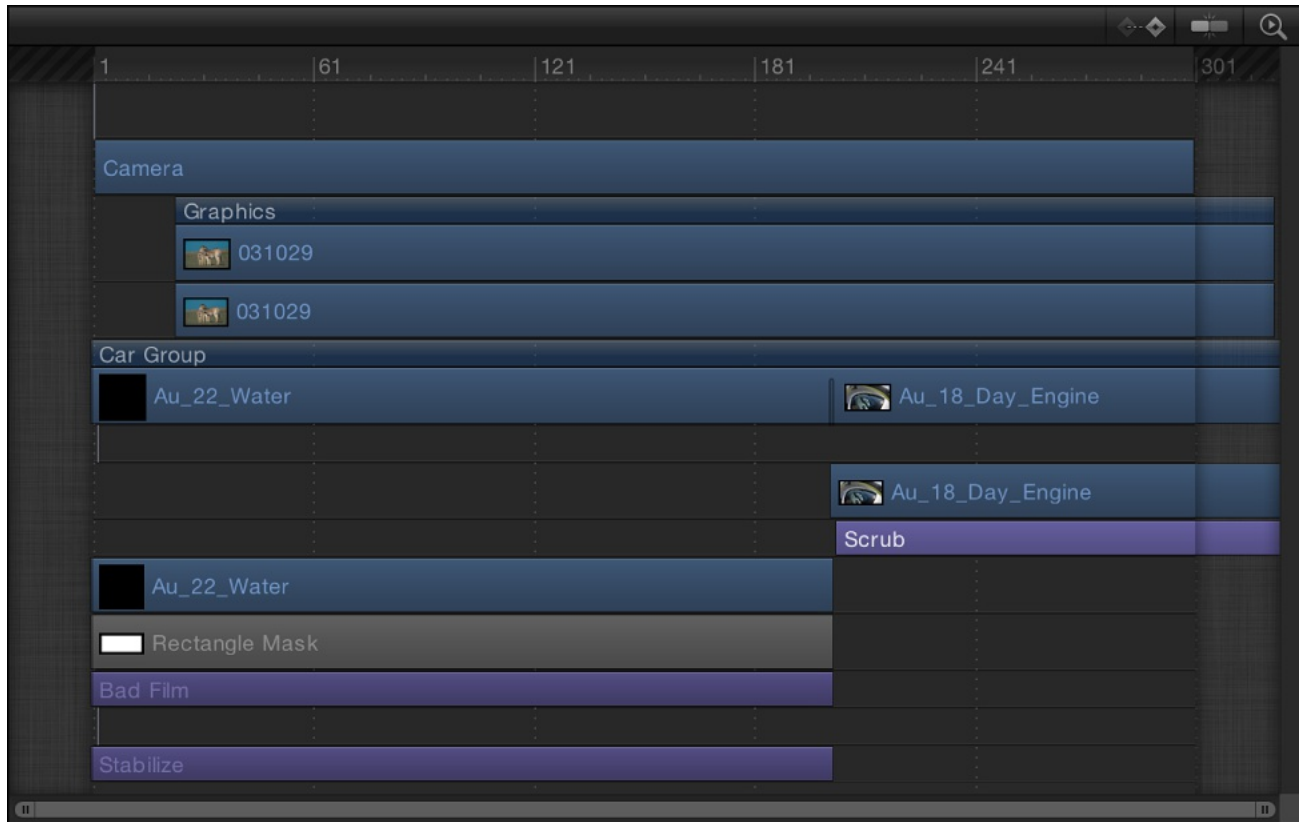 1 61 121 181 241 301
Camera
Graphics
031029
031029
Car Group
Au_22_Water Au_18_Day_Engine
Au_18_Day_Engine
Scrub
Au_22_Water
Rectangle Mask
Bad Film
Stabilize